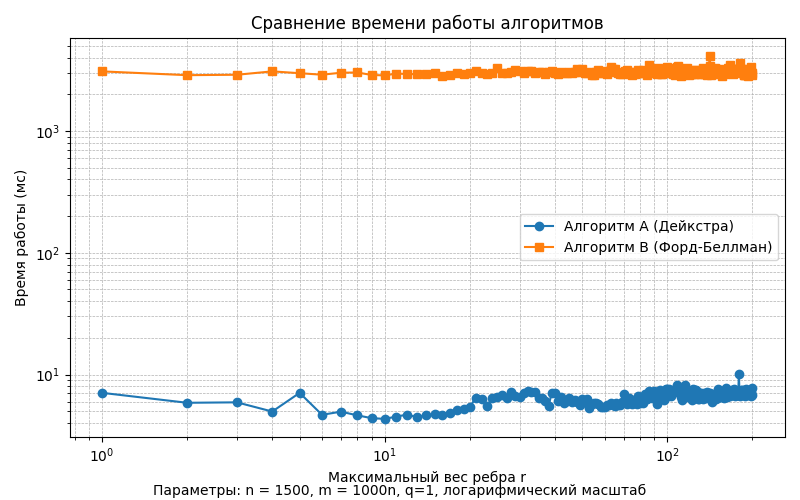 Сравнение времени работы алгоритмов
Время работы (мс)
10³
10²
10¹
Алгоритм A (Дейкстра)
Алгоритм B (Форд-Беллман)
10⁰
10¹
10²
Максимальный вес ребра r
Параметры: n = 1500, m = 1000n, q=1, логарифмический масштаб